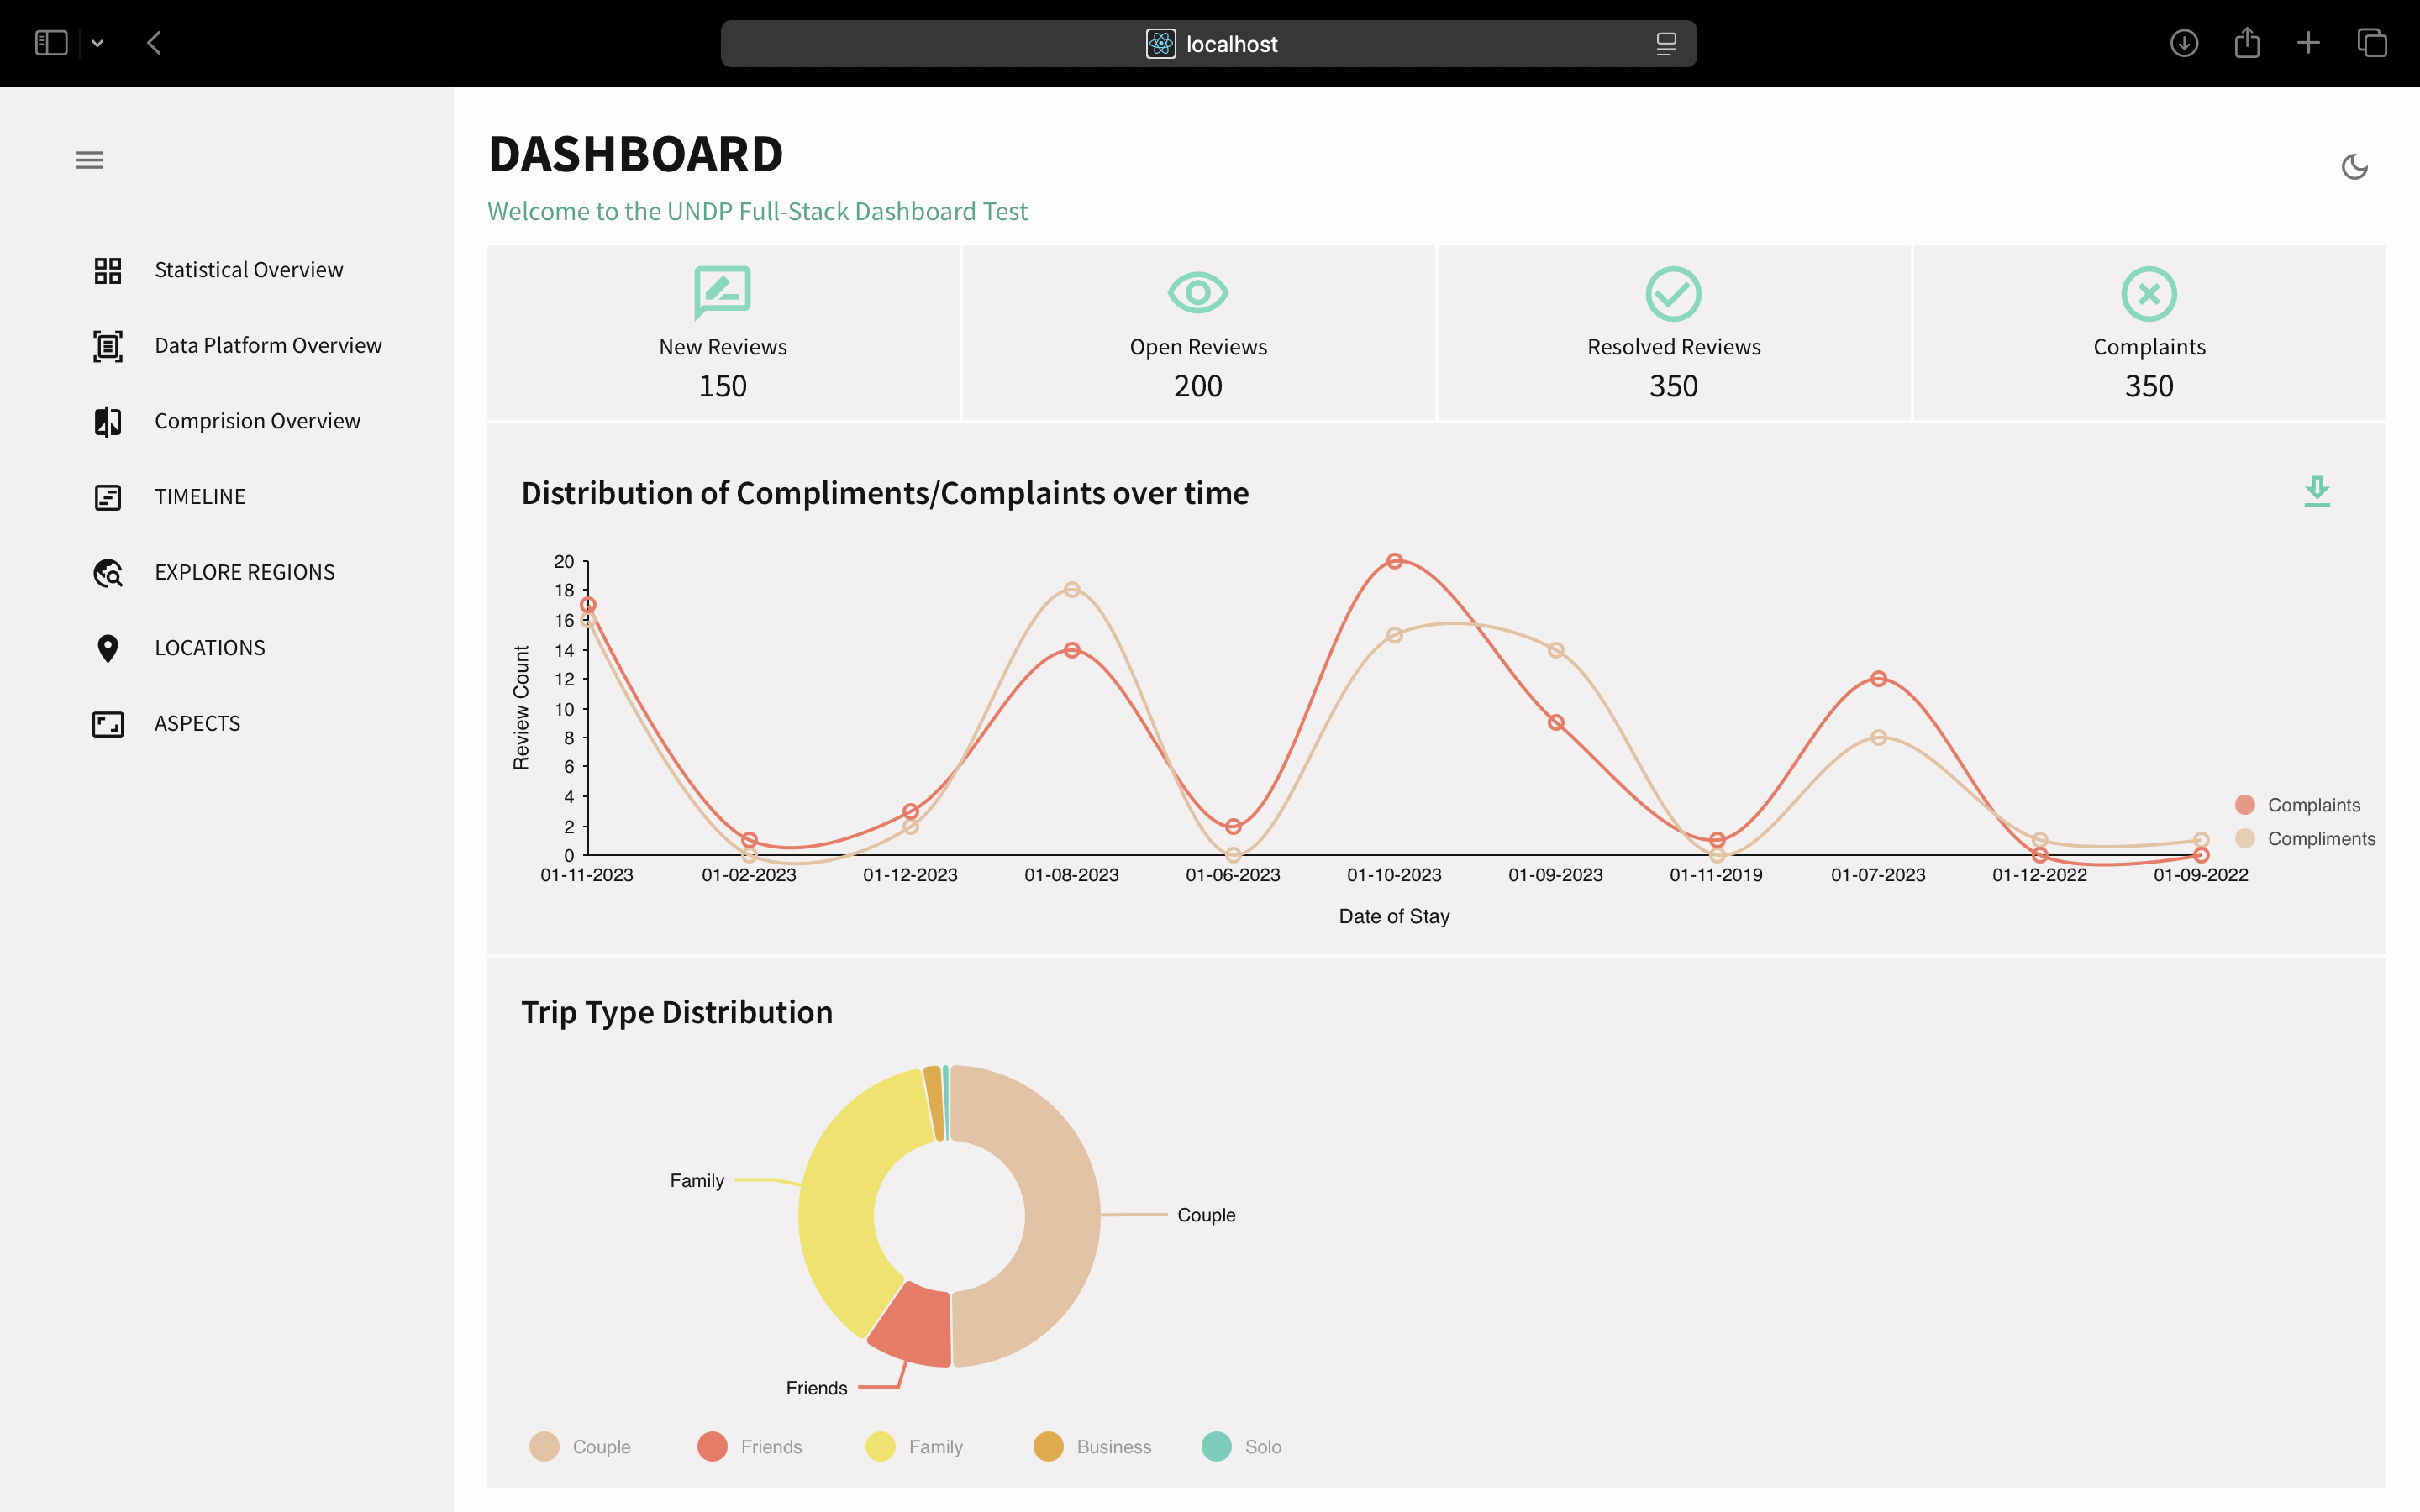 localhost
DASHBOARD
Welcome to the UNDP Full-Stack Dashboard Test
Statistical Overview
Data Platform Overview
Comprision Overview
TIMELINE
EXPLORE REGIONS
LOCATIONS
ASPECTS
New Reviews
150
Open Reviews
200
Resolved Reviews
350
Complaints
350
Distribution of Compliments/Complaints over time
Review Count
20
18
16
14
12
10
8
6
4
2
0
01-11-2023 01-02-2023 01-12-2023 01-08-2023 01-06-2023 01-10-2023 01-09-2023 01-11-2019 01-07-2023 01-12-2022 01-09-2022
Date of Stay
Complaints
Compliments
Trip Type Distribution
Family
Couple
Friends
Couple Friends Family Business Solo